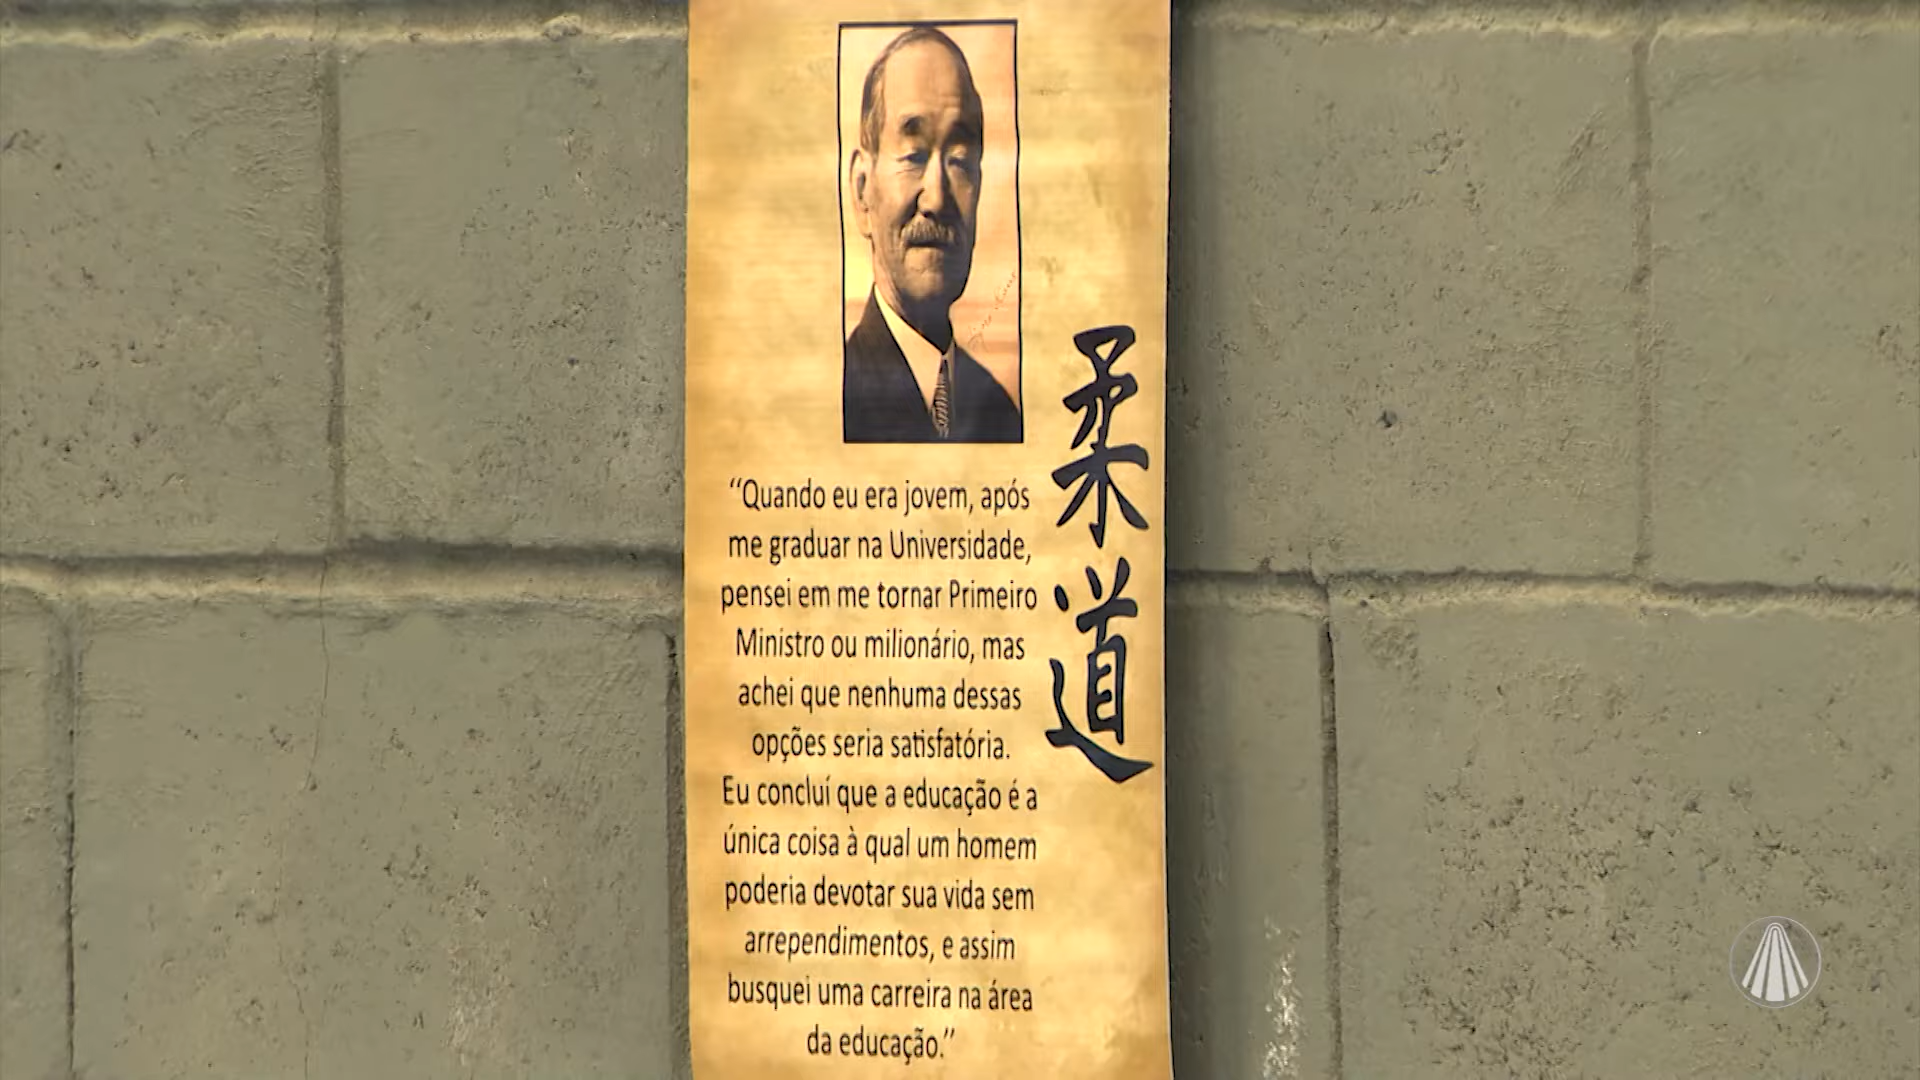 “Quando eu era jovem, após
me graduar na Universidade,
pensei em me tornar Primeiro
Ministro ou milionário, mas
achei que nenhuma dessas
opções seria satisfatória.
Eu concluí que a educação é a
única coisa à qual um homem
poderia devotar sua vida sem
arrependimentos, e assim
busquei uma carreira na área
da educação.”
柔道